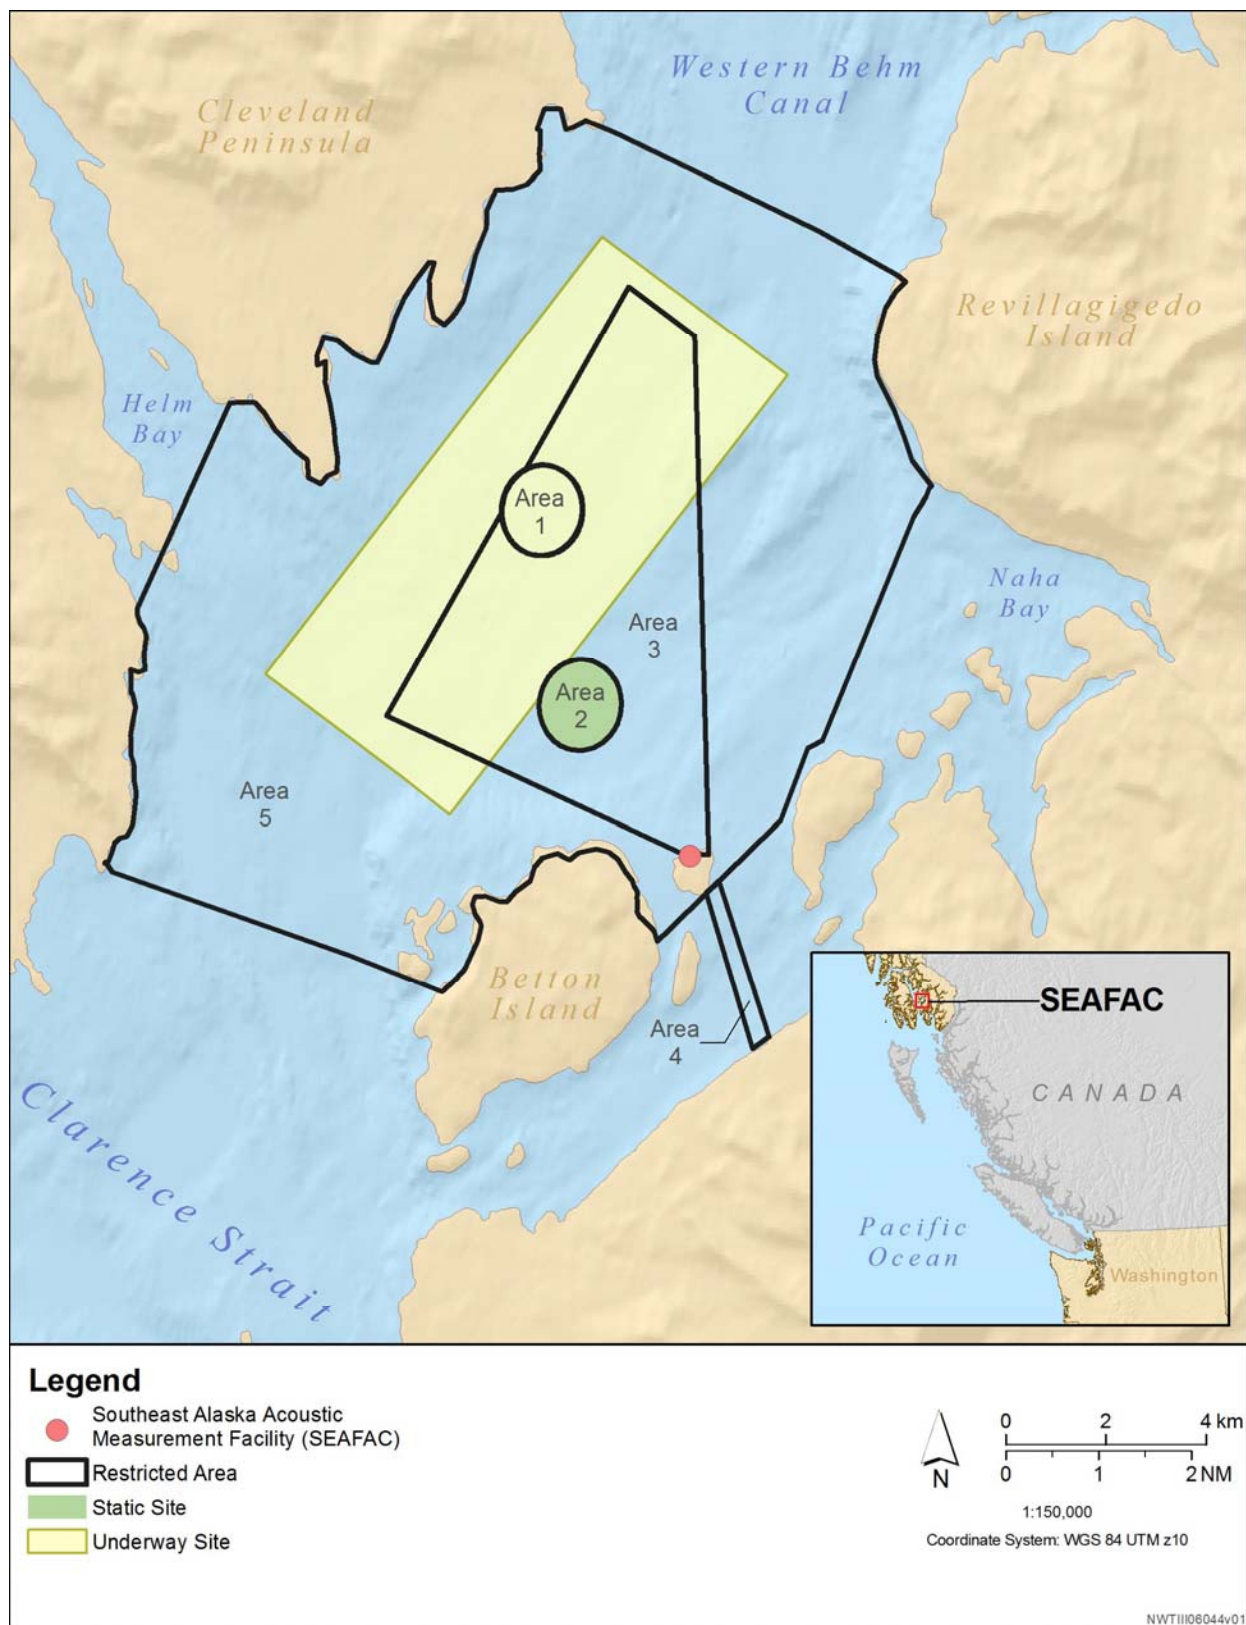 Western Behm
Canal
Cleveland
Peninsula
Revillagigedo
Island
Helm
Bay
Area
1
Naha
Bay
Area
3
Area
2
Area
5
Betton
Island
Area
4
Clarence Strait
SEAFAC
CANADA
Pacific
Ocean
Washington
Legend
Southeast Alaska Acoustic
Measurement Facility (SEAFAC)
Restricted Area
Static Site
Underway Site
N
0 2 4 km
0 1 2 NM
1:150,000
Coordinate System: WGS 84 UTM z10
NWTIII06044v01